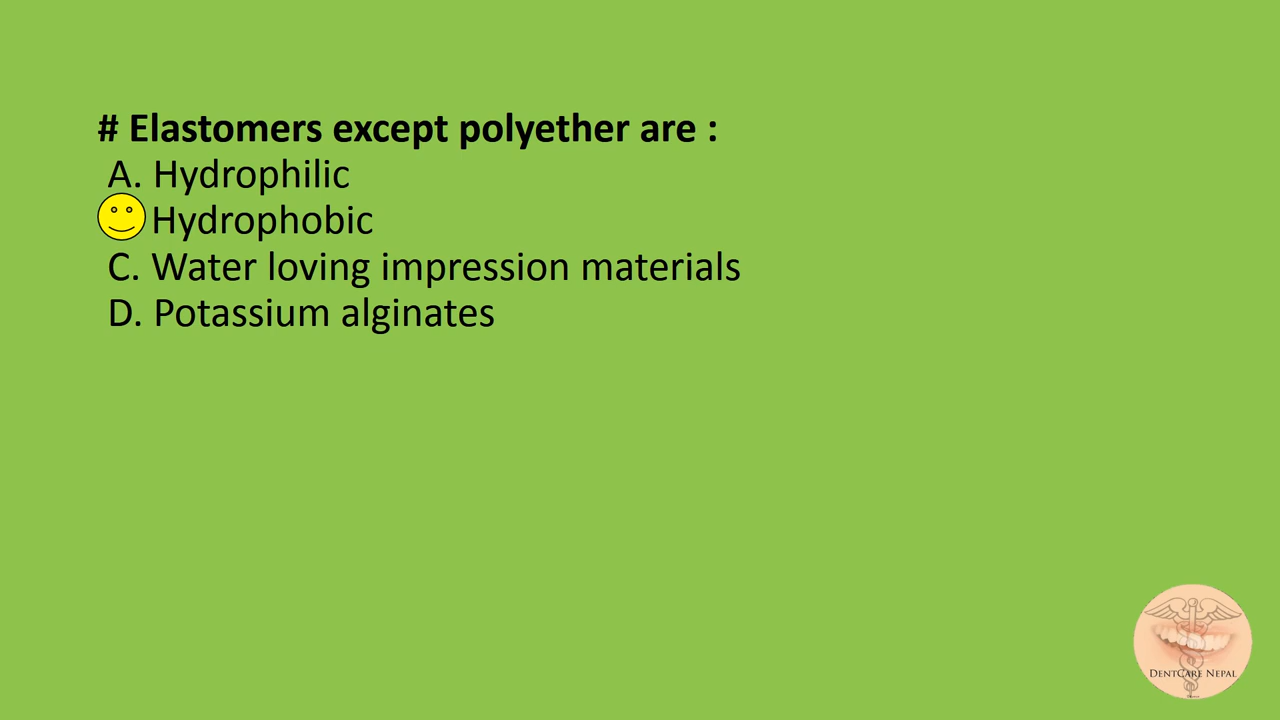 # Elastomers except polyether are :
A. Hydrophilic
Hydrophobic
C. Water loving impression materials
D. Potassium alginates
DENTCARE NEPAL